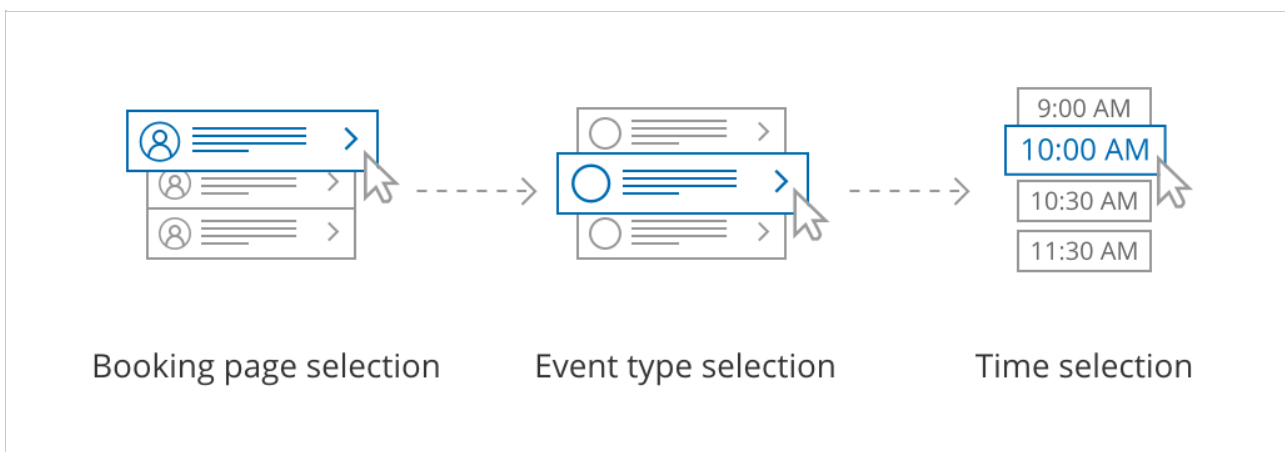 9:00 AM
10:00 AM
10:30 AM
11:30 AM
Booking page selection
Event type selection
Time selection